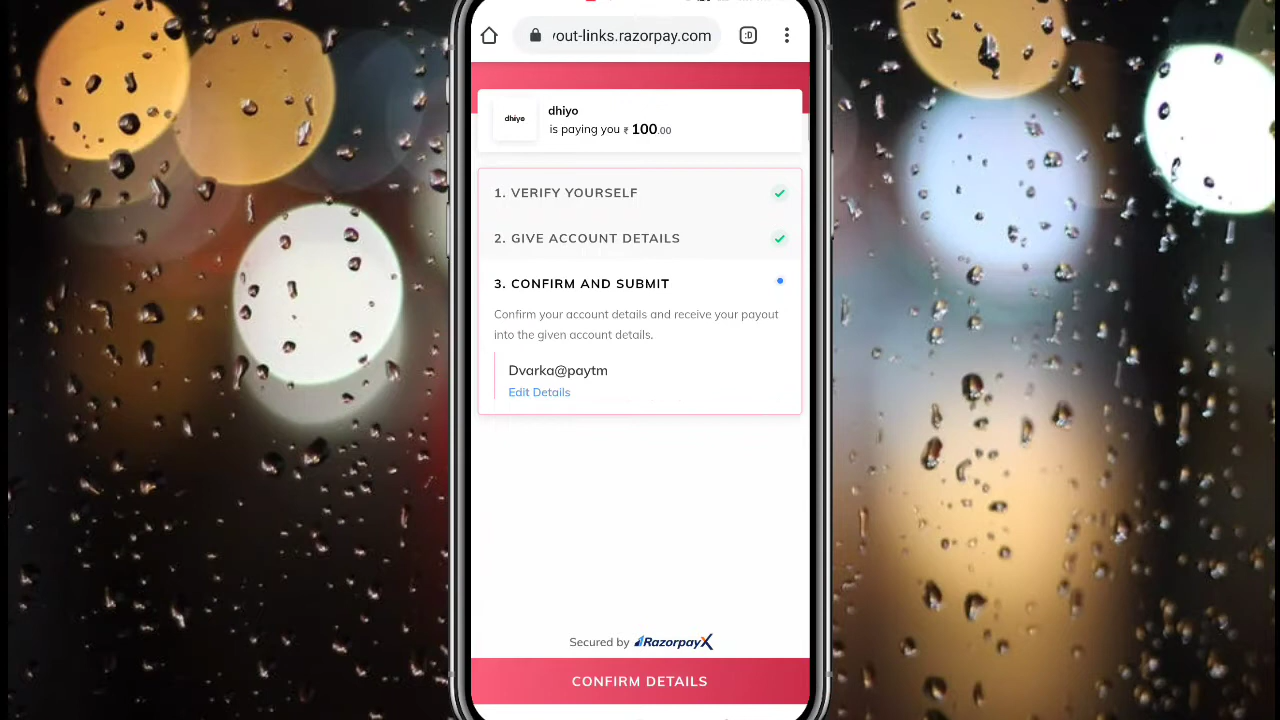 vout-links.razorpay.com
:D
dhiyo
dhiyo
is paying you ₹ 100.00
1. VERIFY YOURSELF
2. GIVE ACCOUNT DETAILS
3. CONFIRM AND SUBMIT
Confirm your account details and receive your payout
into the given account details.
Dvarka@paytm
Edit Details
Secured by RazorpayX
CONFIRM DETAILS